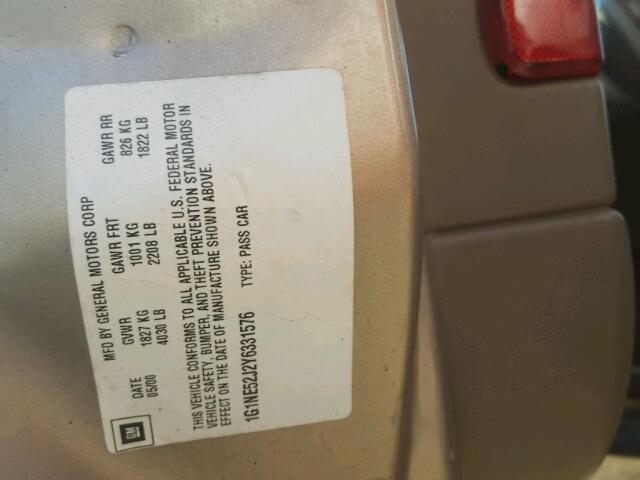 GM
MFD BY GENERAL MOTORS CORP
DATE GVWR GAWR FRT GAWR RR
05/00 1827 KG 1001 KG 826 KG
4030 LB 2208 LB 1822 LB
THIS VEHICLE CONFORMS TO ALL APPLICABLE U.S. FEDERAL MOTOR
VEHICLE SAFETY, BUMPER, AND THEFT PREVENTION STANDARDS IN
EFFECT ON THE DATE OF MANUFACTURE SHOWN ABOVE.
1G1NE52J2Y6331576 TYPE: PASS CAR